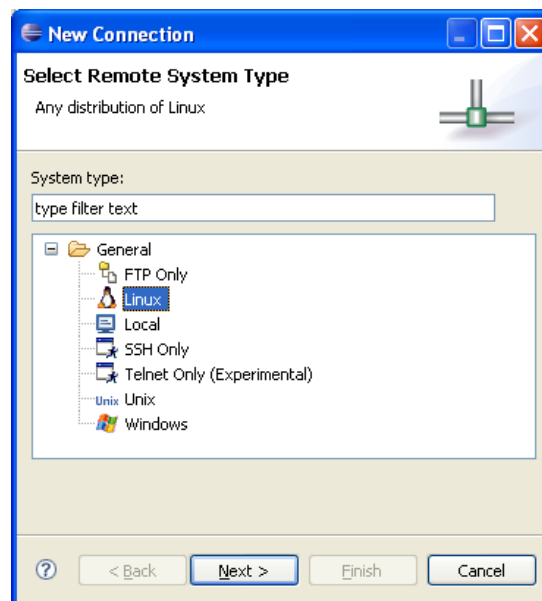 New Connection
Select Remote System Type
Any distribution of Linux
System type:
type filter text
General
FTP Only
Linux
Local
SSH Only
Telnet Only (Experimental)
Unix Unix
Windows
? < Back Next > Finish Cancel